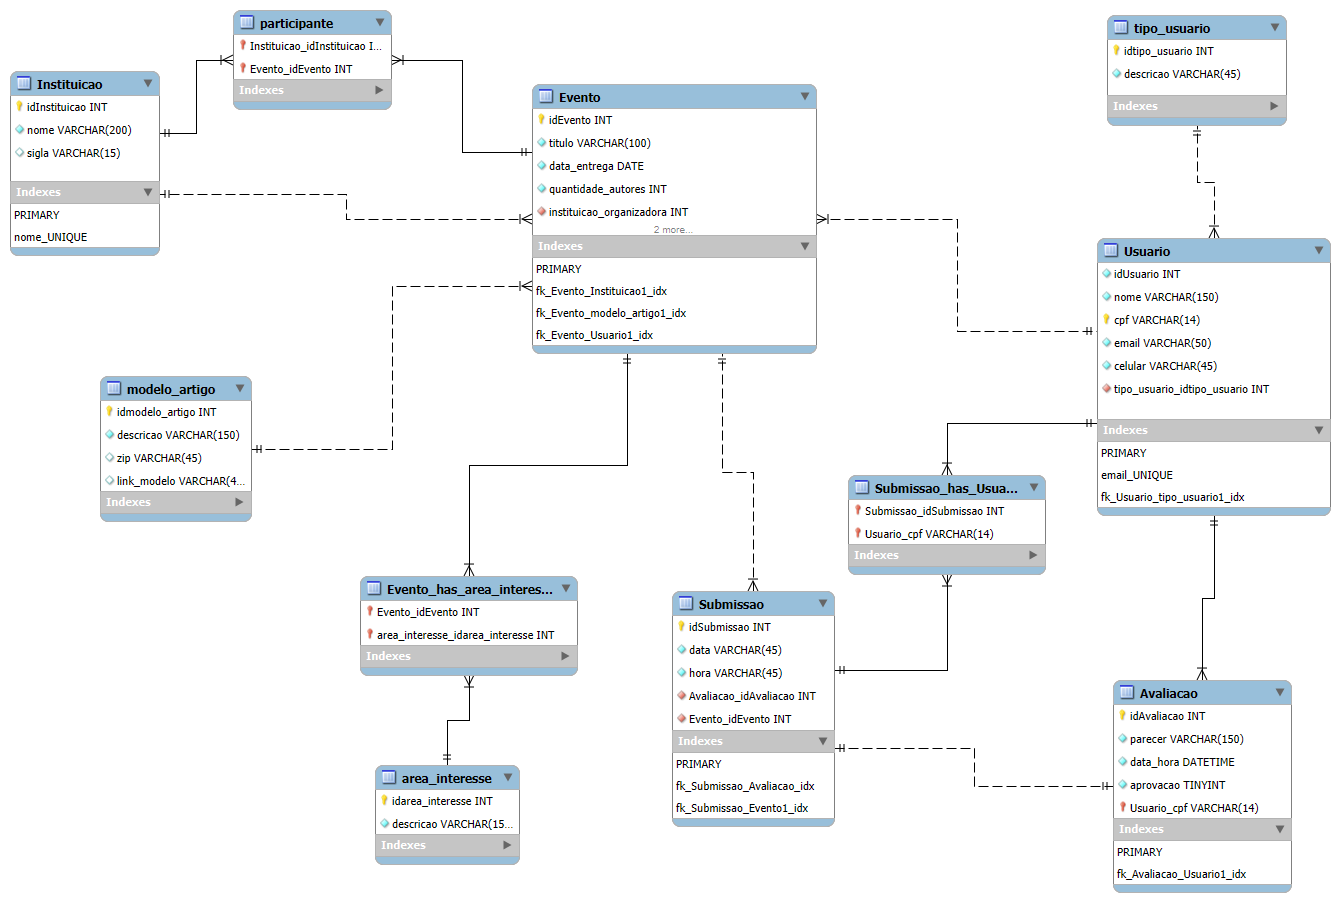 participante
Instituicao_idInstituicao I...
Evento_idEvento INT
Indexes
Instituicao
idInstituicao INT
nome VARCHAR(200)
sigla VARCHAR(15)
Indexes
PRIMARY
nome_UNIQUE
Evento
idEvento INT
titulo VARCHAR(100)
data_entrega DATE
quantidade_autores INT
instituicao_organizadora INT
2 more...
Indexes
PRIMARY
fk_Evento_Instituicao1_idx
fk_Evento_modelo_artigo1_idx
fk_Evento_Usuario1_idx
tipo_usuario
idtipo_usuario INT
descricao VARCHAR(45)
Indexes
Usuario
idUsuario INT
nome VARCHAR(150)
cpf VARCHAR(14)
email VARCHAR(50)
celular VARCHAR(45)
tipo_usuario_idtipo_usuario INT
Indexes
PRIMARY
email_UNIQUE
fk_Usuario_tipo_usuario1_idx
modelo_artigo
idmodelo_artigo INT
descricao VARCHAR(150)
zip VARCHAR(45)
link_modelo VARCHAR(4...
Indexes
Submissao_has_Usua...
Submissao_idSubmissao INT
Usuario_cpf VARCHAR(14)
Indexes
Evento_has_area_interes...
Evento_idEvento INT
area_interesse_idarea_interesse INT
Indexes
Submissao
idSubmissao INT
data VARCHAR(45)
hora VARCHAR(45)
Avaliacao_idAvaliacao INT
Evento_idEvento INT
Indexes
PRIMARY
fk_Submissao_Avaliacao_idx
fk_Submissao_Evento1_idx
Avaliacao
idAvaliacao INT
parecer VARCHAR(150)
data_hora DATETIME
aprovacao TINYINT
Usuario_cpf VARCHAR(14)
Indexes
PRIMARY
fk_Avaliacao_Usuario1_idx
area_interesse
idarea_interesse INT
descricao VARCHAR(15...
Indexes